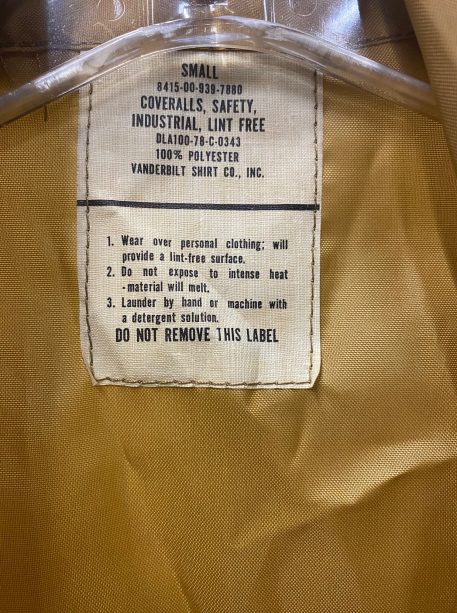 SMALL
8415-00-939-7880
COVERALLS, SAFETY,
INDUSTRIAL, LINT FREE
DLA100-78-C-0343
100% POLYESTER
VANDERBILT SHIRT CO., INC.
1. Wear over personal clothing; will
provide a lint-free surface.
2. Do not expose to intense heat
-material will melt.
3. Launder by hand or machine with
a detergent solution.
DO NOT REMOVE THIS LABEL